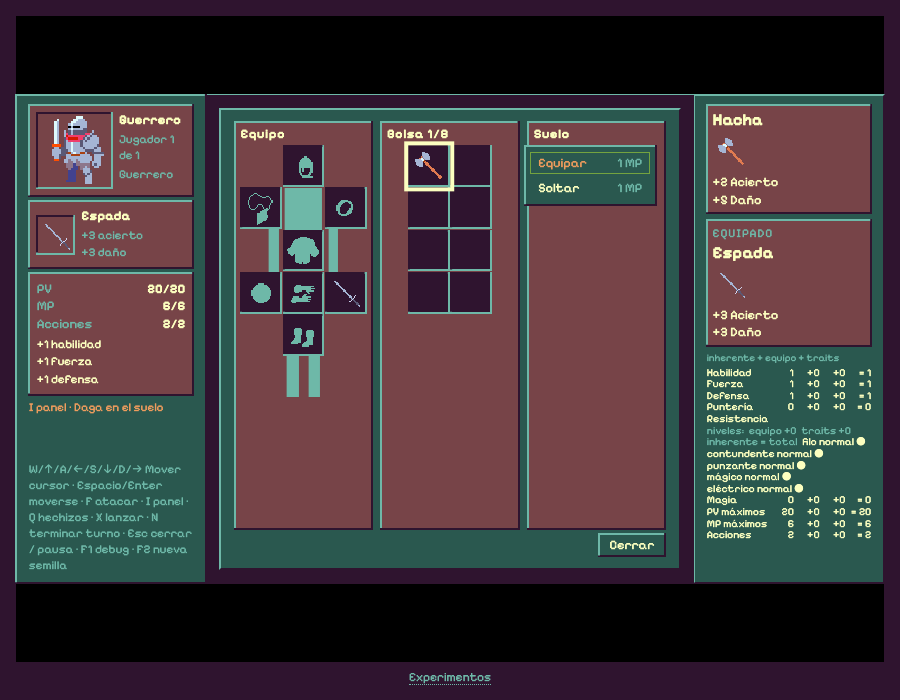 Guerrero
Jugador 1
de 1
Guerrero
Espada
+3 acierto
+3 daño
PV 20/20
MP 6/6
Acciones 2/2
+1 habilidad
+1 fuerza
+1 defensa
I panel · Daga en el suelo
W/↑/A/←/S/↓/D/→ Mover
cursor · Espacio/Enter
moverse · F atacar · I panel ·
Q hechizos · X lanzar · N
terminar turno · Esc cerrar
/ pausa · F1 debug · F2 nueva
semilla
Equipo
Bolsa 1/8
Suelo
Equipar 1 MP
Soltar 1 MP
Cerrar
Hacha
+2 Acierto
+5 Daño
EQUIPADO
Espada
+3 Acierto
+3 Daño
inherente + equipo + traits
Habilidad 1 +0 +0 = 1
Fuerza 1 +0 +0 = 1
Defensa 1 +0 +0 = 1
Puntería 0 +0 +0 = 0
Resistencia
niveles: equipo +0 traits +0
inherente = total filo normal
contundente normal
punzante normal
mágico normal
eléctrico normal
Magia 0 +0 +0 = 0
PV máximos 20 +0 +0 = 20
MP máximos 6 +0 +0 = 6
Acciones 2 +0 +0 = 2
Experimentos